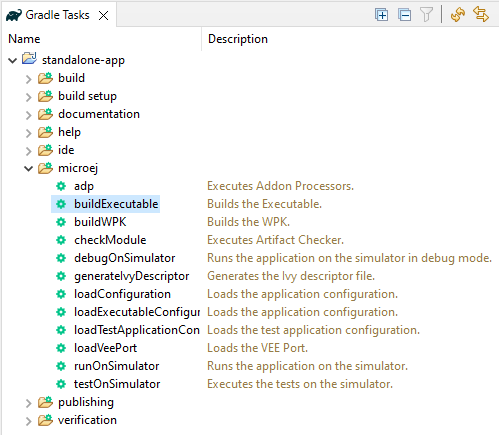 Gradle Tasks
Name Description
standalone-app
build
build setup
documentation
help
ide
microej
adp Executes Addon Processors.
buildExecutable Builds the Executable.
buildWPK Builds the WPK.
checkModule Executes Artifact Checker.
debugOnSimulator Runs the application on the simulator in debug mode.
generateIvyDescriptor Generates the Ivy descriptor file.
loadConfiguration Loads the application configuration.
loadExecutableConfigur Loads the application configuration.
loadTestApplicationCon Loads the test application configuration.
loadVeePort Loads the VEE Port.
runOnSimulator Runs the application on the simulator.
testOnSimulator Executes the tests on the simulator.
publishing
verification